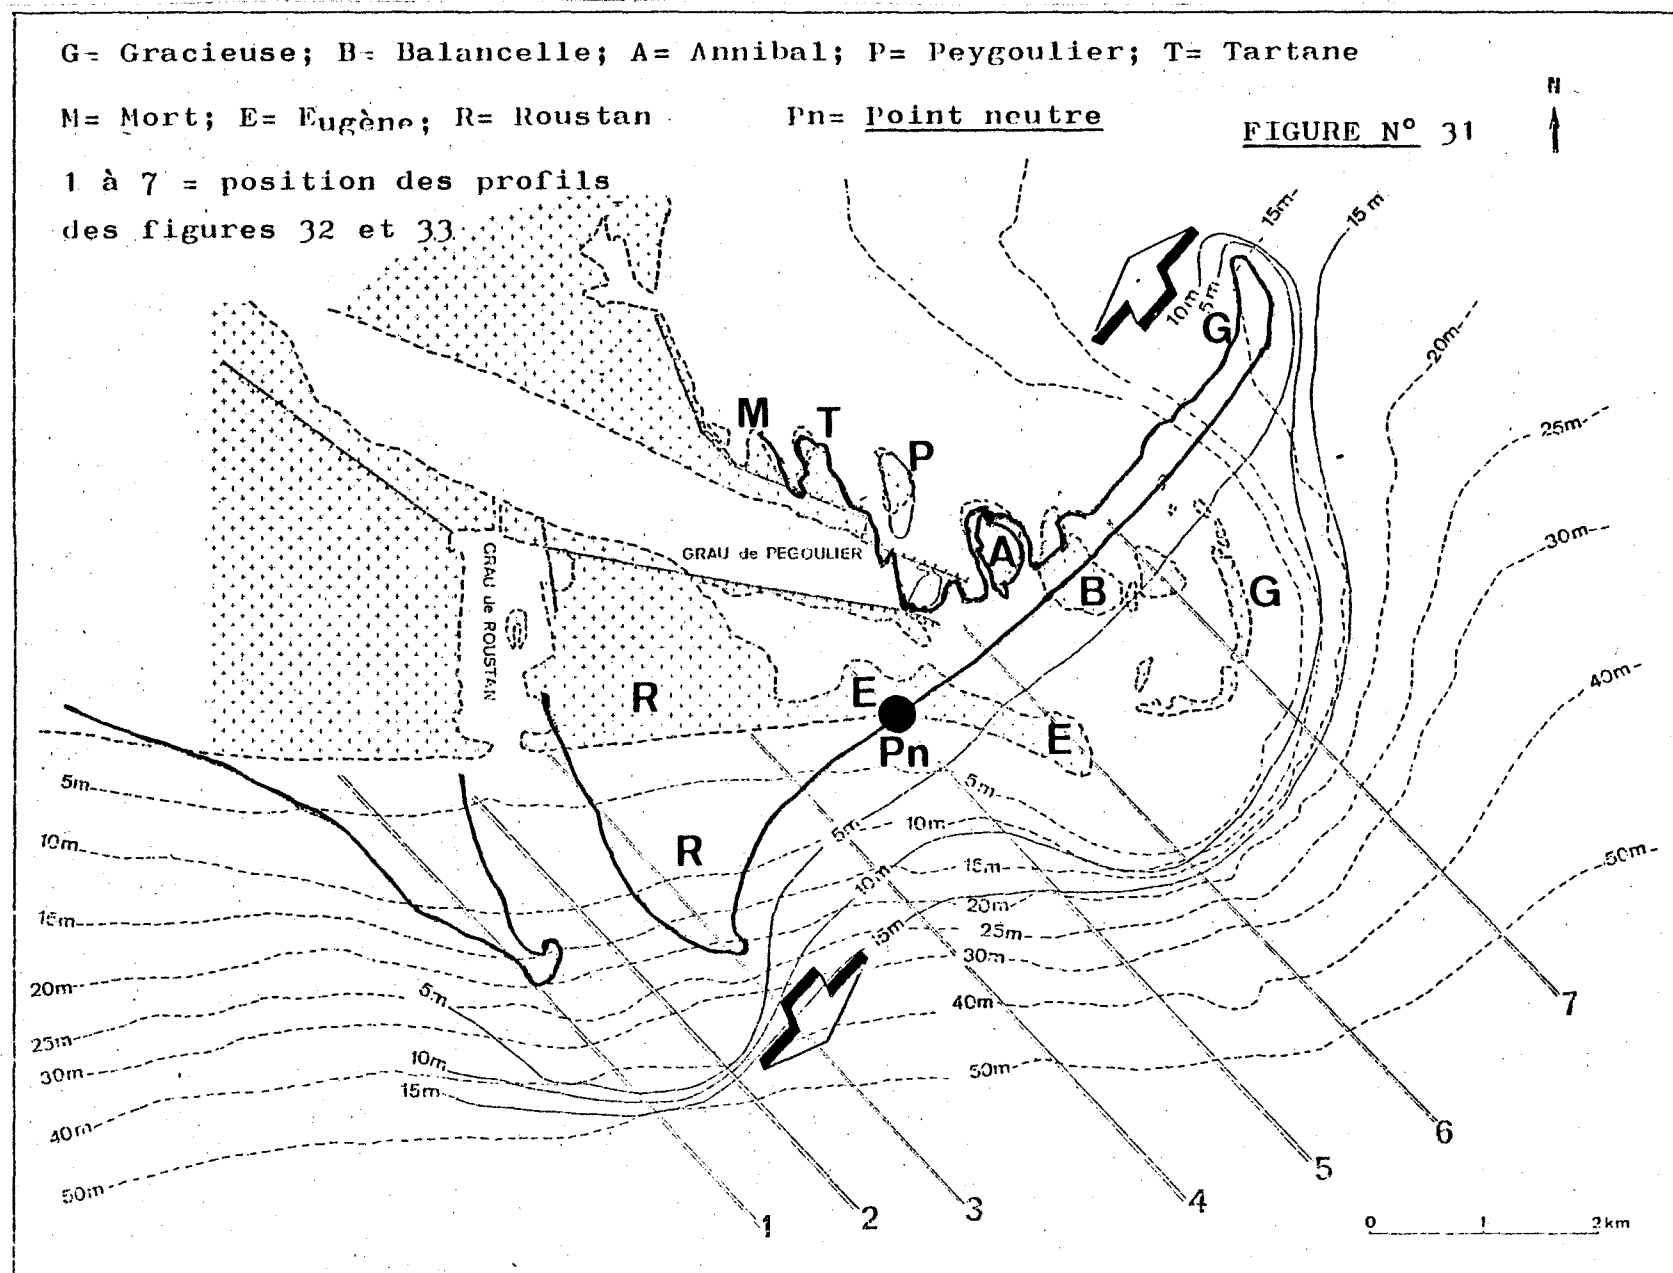 G= Gracieuse; B= Balancelle; A= Annibal; P= Peygoulier; T= Tartane
M= Mort; E= Eugène; R= Roustan Pn= Point neutre
FIGURE N° 31
N
1 à 7 = position des profils
des figures 32 et 33
15m
15m
10m
5m
G
20m
25m
M
T
P
30m
GRAU de PEGOULIER
A
B
G
GRAU de ROUSTAN
R
E
Pn
E
40m
5m
5m
5m
10m
10m
R
15m
50m
10m
15m
20m
15m
25m
30m
20m
5m
40m
7
25m
10m
50m
30m
15m
40m
6
5
50m
4
3
2
1
0 1 2km